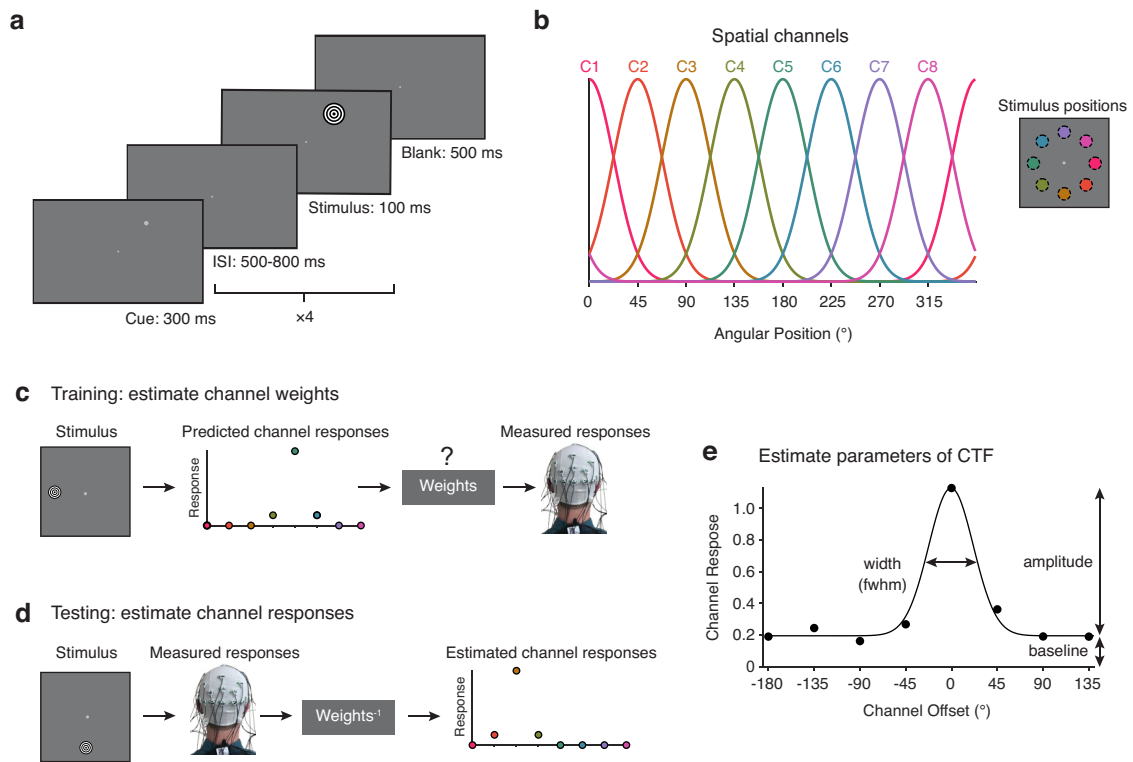 a
Blank: 500 ms
Stimulus: 100 ms
ISI: 500-800 ms
Cue: 300 ms
×4
b
Spatial channels
C1 C2 C3 C4 C5 C6 C7 C8
0 45 90 135 180 225 270 315
Angular Position (°)
Stimulus positions
c Training: estimate channel weights
Stimulus
Predicted channel responses
Response
?
Weights
Measured responses
d Testing: estimate channel responses
Stimulus
Measured responses
Weights-1
Estimated channel responses
Response
e Estimate parameters of CTF
Channel Respose
1.0
0.8
0.6
0.4
0.2
0
width
(fwhm)
amplitude
baseline
-180 -135 -90 -45 0 45 90 135
Channel Offset (°)